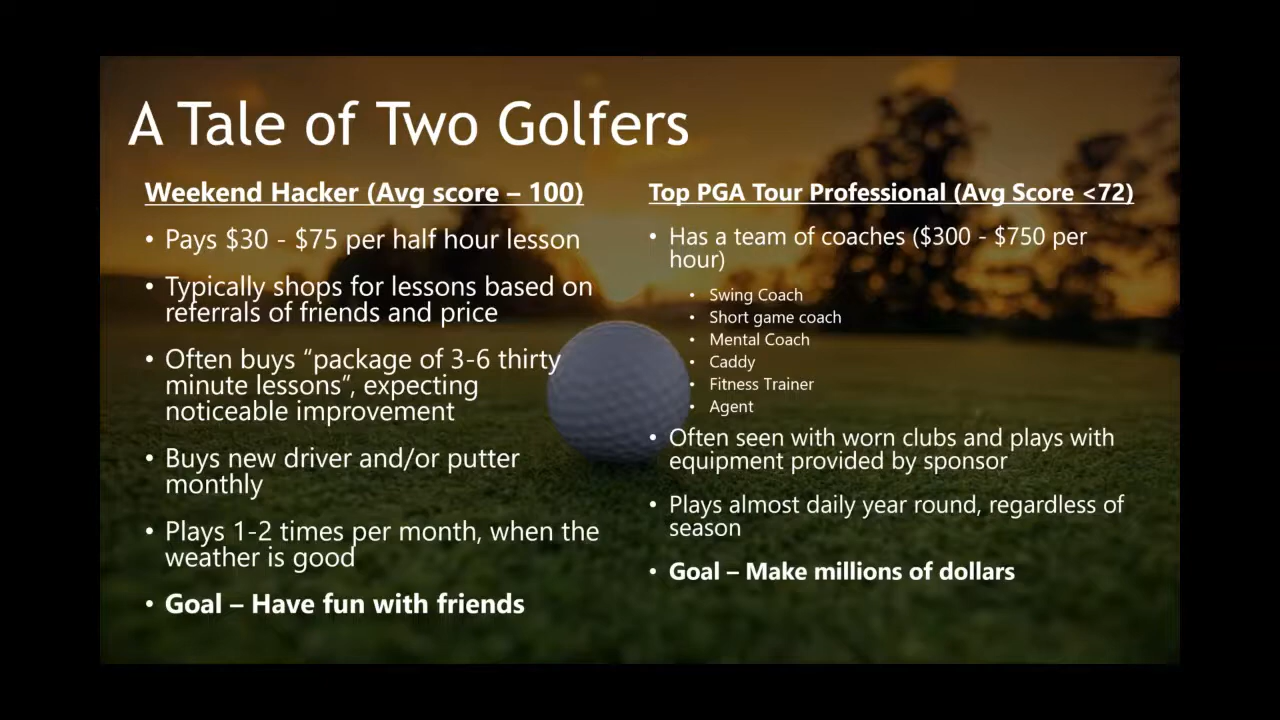 A Tale of Two Golfers
Weekend Hacker (Avg score – 100)
• Pays $30 - $75 per half hour lesson
• Typically shops for lessons based on
referrals of friends and price
• Often buys “package of 3-6 thirty
minute lessons”, expecting
noticeable improvement
• Buys new driver and/or putter
monthly
• Plays 1-2 times per month, when the
weather is good
• Goal – Have fun with friends
Top PGA Tour Professional (Avg Score <72)
• Has a team of coaches ($300 - $750 per
hour)
• Swing Coach
• Short game coach
• Mental Coach
• Caddy
• Fitness Trainer
• Agent
• Often seen with worn clubs and plays with
equipment provided by sponsor
• Plays almost daily year round, regardless of
season
• Goal – Make millions of dollars